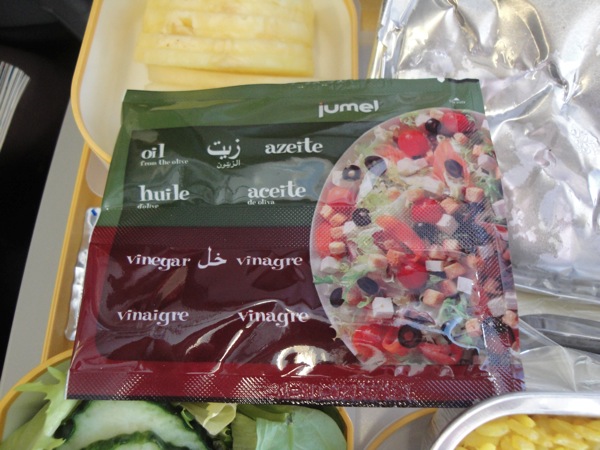 jumel
oil زيت azeite
from the olive الزيتون
huile aceite
d'olive de oliva
vinegar خل vinagre
vinaigre vinagre